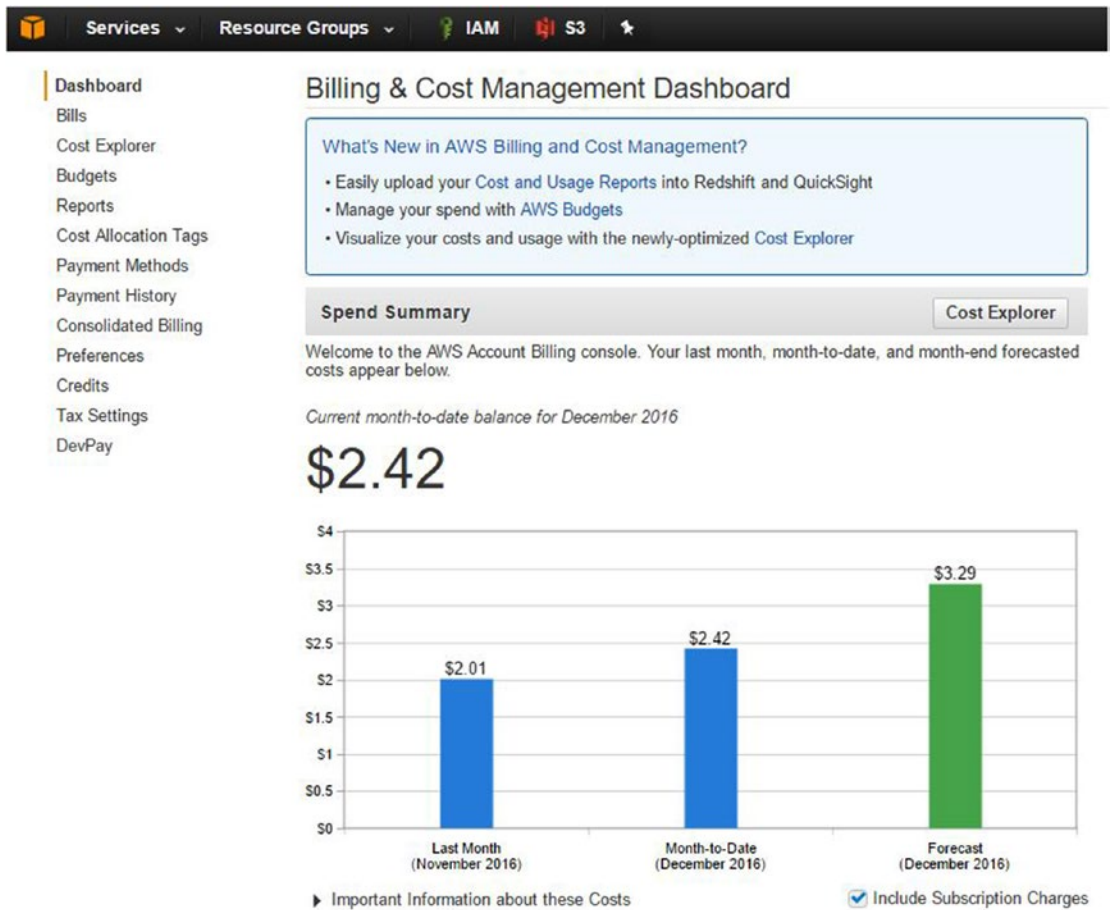 Services Resource Groups IAM S3
Dashboard
Bills
Cost Explorer
Budgets
Reports
Cost Allocation Tags
Payment Methods
Payment History
Consolidated Billing
Preferences
Credits
Tax Settings
DevPay
Billing & Cost Management Dashboard
What's New in AWS Billing and Cost Management?
• Easily upload your Cost and Usage Reports into Redshift and QuickSight
• Manage your spend with AWS Budgets
• Visualize your costs and usage with the newly-optimized Cost Explorer
Spend Summary
Cost Explorer
Welcome to the AWS Account Billing console. Your last month, month-to-date, and month-end forecasted
costs appear below.
Current month-to-date balance for December 2016
$2.42
$4
$3.5
$3
$2.5
$2
$1.5
$1
$0.5
$0
$2.01
$2.42
$3.29
Last Month
(November 2016)
Month-to-Date
(December 2016)
Forecast
(December 2016)
Important Information about these Costs
Include Subscription Charges